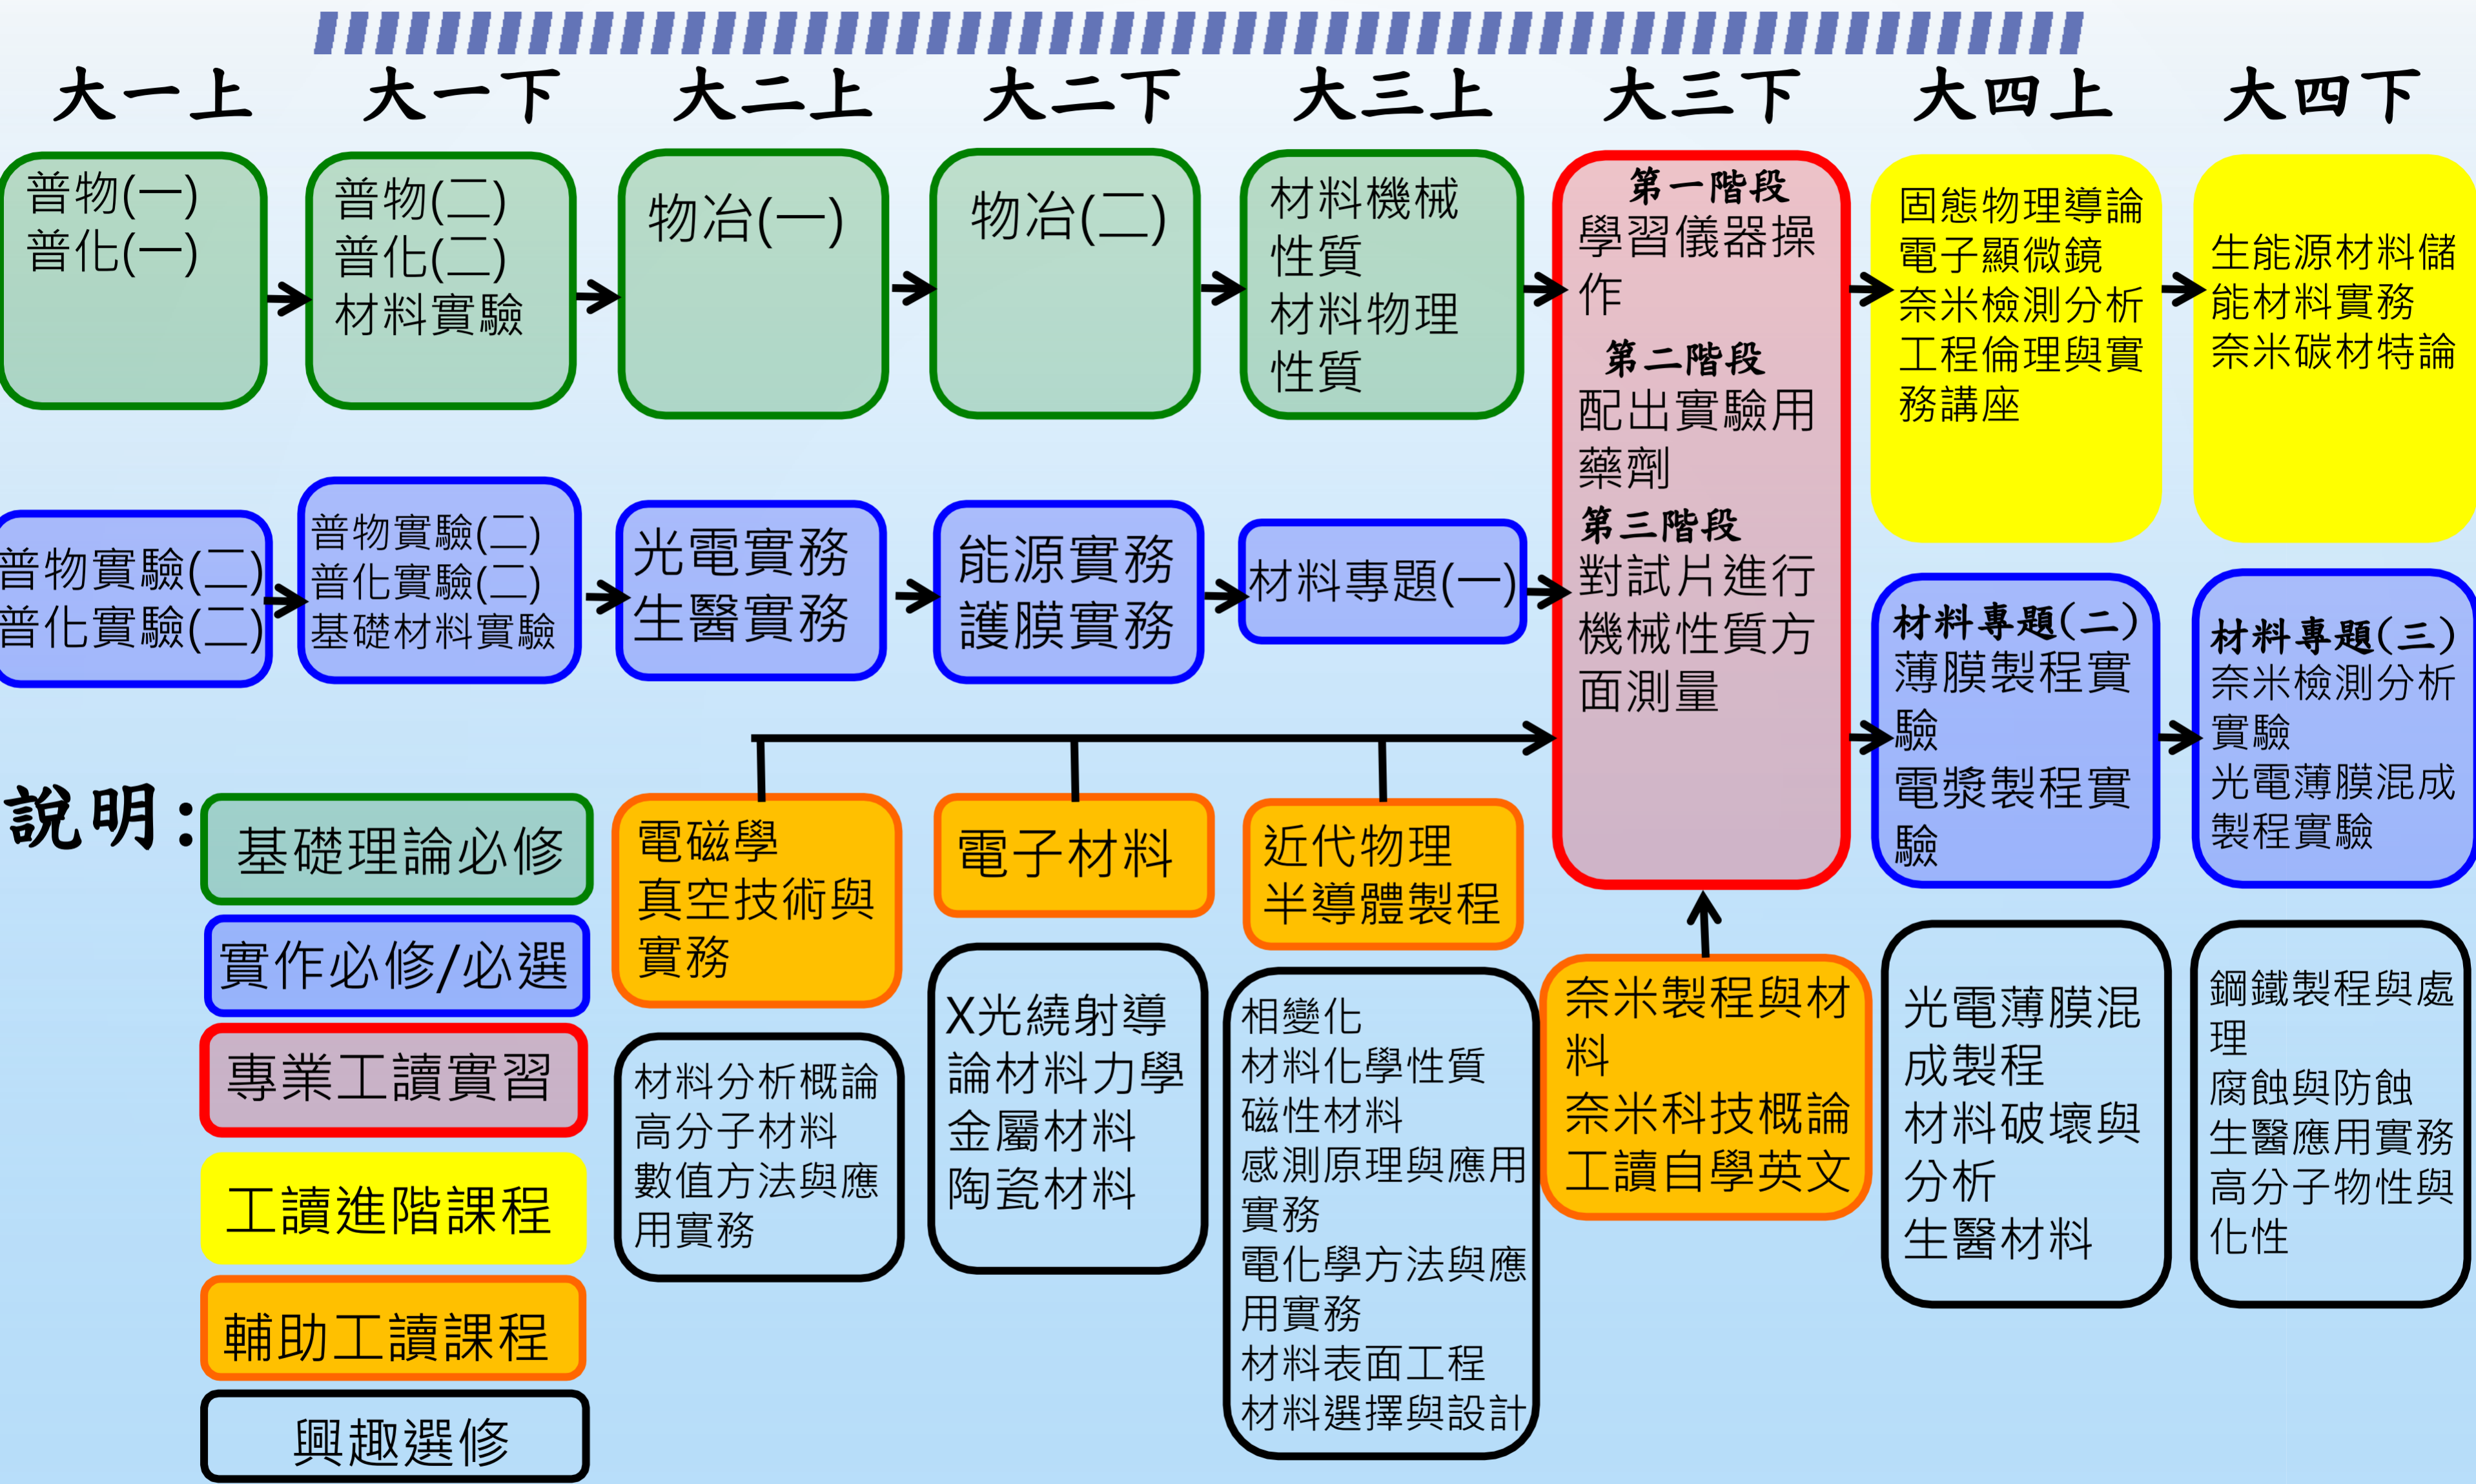 大一上
大一下
大二上
大二下
大三上
大三下
大四上
大四下
普物(一)
普化(一)
普物(二)
普化(二)
材料實驗
物冶(一)
物冶(二)
材料機械
性質
材料物理
性質
第一階段
學習儀器操
作
第二階段
配出實驗用
藥劑
第三階段
對試片進行
機械性質方
面測量
固態物理導論
電子顯微鏡
奈米檢測分析
工程倫理與實
務講座
生能源材料儲
能材料實務
奈米碳材特論
普物實驗(二)
普化實驗(二)
普物實驗(二)
普化實驗(二)
基礎材料實驗
光電實務
生醫實務
能源實務
護膜實務
材料專題(一)
材料專題(二)
薄膜製程實
驗
電漿製程實
驗
材料專題(三)
奈米檢測分析
實驗
光電薄膜混成
製程實驗
說明:
基礎理論必修
實作必修/必選
專業工讀實習
工讀進階課程
輔助工讀課程
興趣選修
電磁學
真空技術與
實務
電子材料
近代物理
半導體製程
奈米製程與材
料
奈米科技概論
工讀自學英文
材料分析概論
高分子材料
數值方法與應
用實務
X光繞射導
論材料力學
金屬材料
陶瓷材料
相變化
材料化學性質
磁性材料
感測原理與應用
實務
電化學方法與應
用實務
材料表面工程
材料選擇與設計
光電薄膜混
成製程
材料破壞與
分析
生醫材料
鋼鐵製程與處
理
腐蝕與防蝕
生醫應用實務
高分子物性與
化性